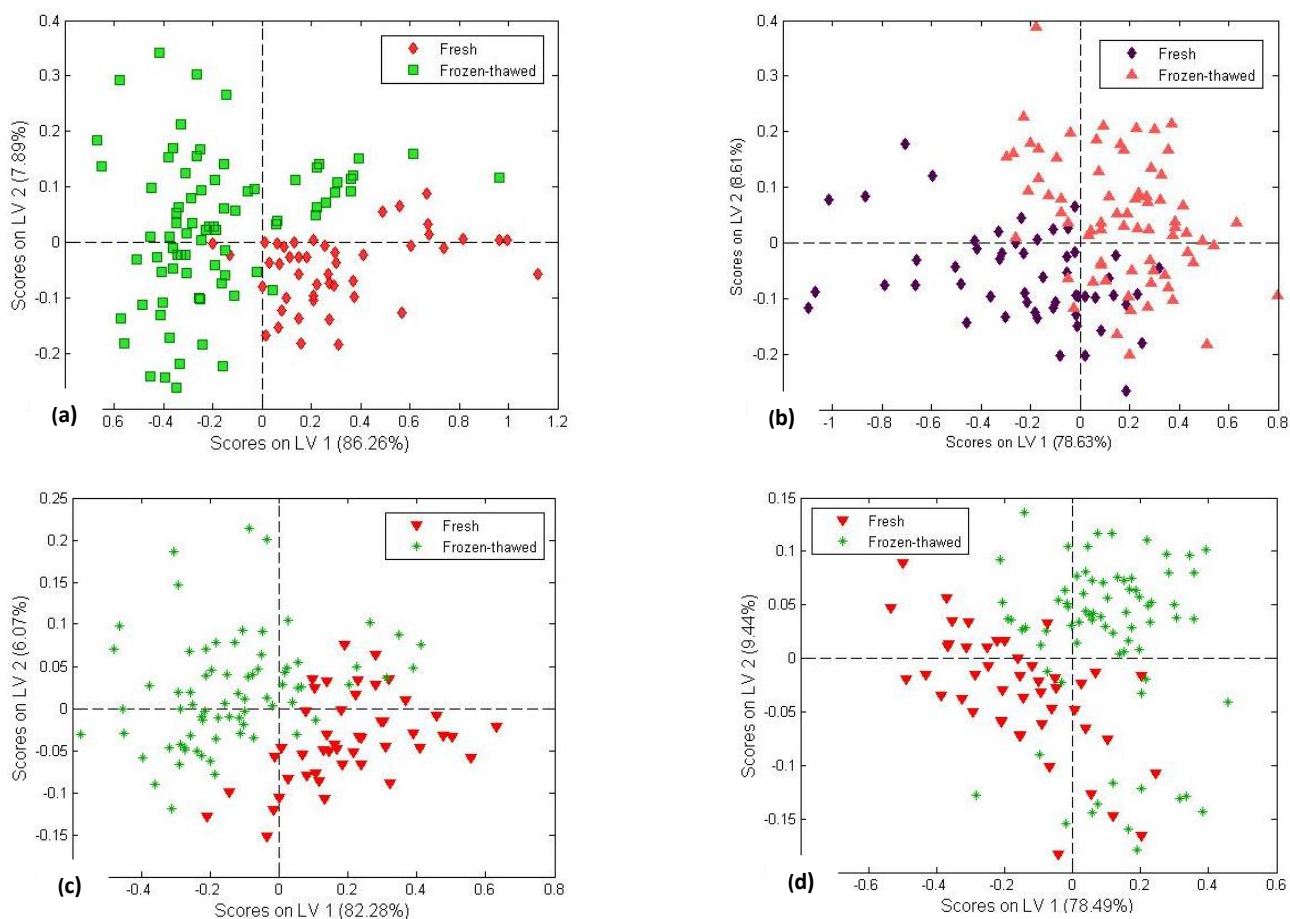 0.4
0.3
0.2
0.1
0
-0.1
-0.2
Scores on LV 2 (7.89%)
Fresh
Frozen-thawed
(a)
0.6 -0.4 -0.2 0 0.2 0.4 0.6 0.8 1 1.2
Scores on LV 1 (86.26%)
0.4
0.3
0.2
0.1
0
-0.1
-0.2
Scores on LV 2 (8.61%)
Fresh
Frozen-thawed
(b)
-1 -0.8 -0.6 -0.4 -0.2 0 0.2 0.4 0.6 0.8
Scores on LV 1 (78.63%)
0.25
0.2
0.15
0.1
0.05
0
-0.05
-0.1
-0.15
Scores on LV 2 (6.07%)
Fresh
Frozen-thawed
(c)
-0.4 -0.2 0 0.2 0.4 0.6 0.8
Scores on LV 1 (82.28%)
0.15
0.1
0.05
0
-0.05
-0.1
-0.15
Scores on LV 2 (9.44%)
Fresh
Frozen-thawed
(d)
-0.6 -0.4 -0.2 0 0.2 0.4 0.6
Scores on LV 1 (78.49%)